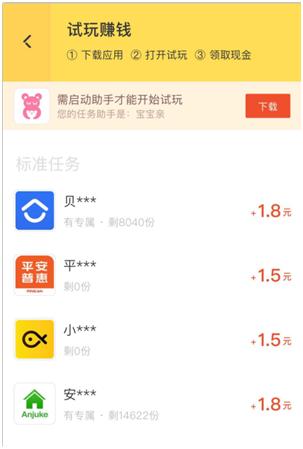 试玩赚钱
① 下载应用 ② 打开试玩 ③ 领取现金
需启动助手才能开始试玩
您的任务助手是：宝宝亲
下载
标准任务
贝***
有专属 · 剩8040份
+1.8元
平安
普惠
PINGAN
平***
剩0份
+1.5元
小***
剩0份
+1.5元
Anjuke
安***
有专属 · 剩14622份
+1.8元